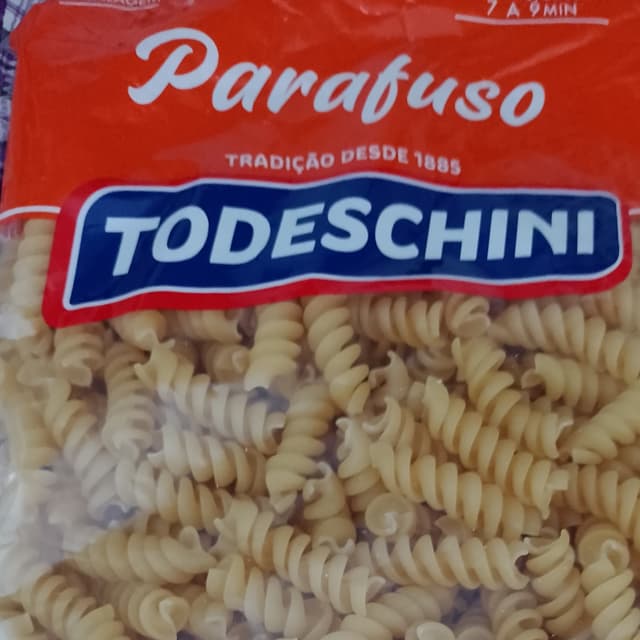 7 A 9MIN
Parafuso
TRADIÇÃO DESDE 1885
TODESCHINI